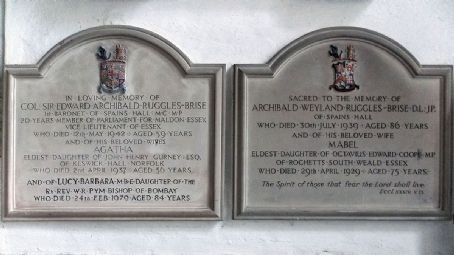 IN LOVING MEMORY OF
COL. SIR EDWARD ARCHIBALD RUGGLES-BRISE
1ST BARONET OF SPAINS HALL M·C·M·P
20 YEARS MEMBER OF PARLIAMENT FOR MALDON ESSEX
VICE LIEUTENANT OF ESSEX
WHO DIED 12TH MAY 1942 AGED 59 YEARS
AND OF HIS BELOVED WIFES
AGATHA
ELDEST DAUGHTER OF JOHN HENRY GURNEY ESQ.
OF KESWICK HALL NORFOLK
WHO DIED 2ND APRIL 1937 AGED 56 YEARS
AND OF LUCY BARBARA M·B·E DAUGHTER OF THE
RT. REV. W.R. PYM BISHOP OF BOMBAY
WHO DIED 24TH FEB 1979 AGED 84 YEARS
SACRED TO THE MEMORY OF
ARCHIBALD WEYLAND RUGGLES-BRISE D.L. J.P.
OF SPAINS HALL
WHO DIED 30TH JULY 1939 AGED 86 YEARS
AND OF HIS BELOVED WIFE
MABEL
ELDEST DAUGHTER OF OCTAVIUS EDWARD COOPE M.P.
OF ROCHETTS SOUTH WEALD ESSEX
WHO DIED 29TH APRIL 1929 AGED 75 YEARS
The Spirit of those that fear the Lord shall live.